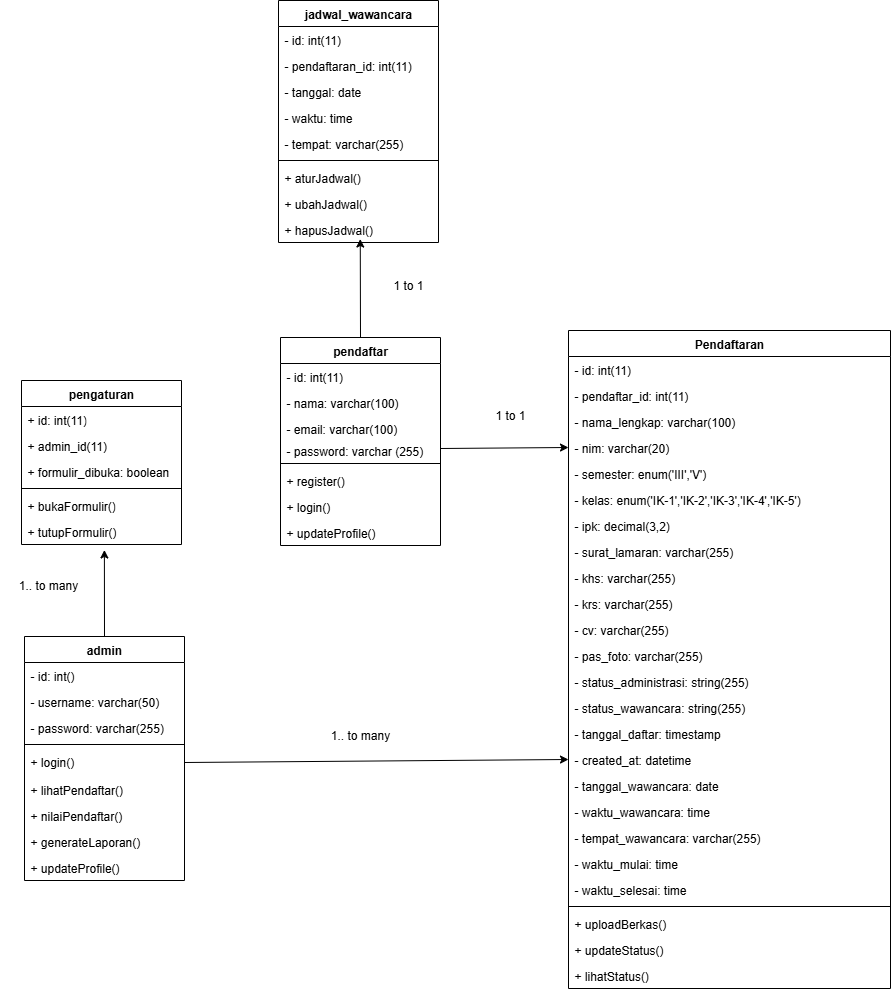 jadwal_wawancara
- id: int(11)
- pendaftaran_id: int(11)
- tanggal: date
- waktu: time
- tempat: varchar(255)
+ aturJadwal()
+ ubahJadwal()
+ hapusJadwal()
1 to 1
pendaftar
- id: int(11)
- nama: varchar(100)
- email: varchar(100)
- password: varchar (255)
+ register()
+ login()
+ updateProfile()
1 to 1
Pendaftaran
- id: int(11)
- pendaftar_id: int(11)
- nama_lengkap: varchar(100)
- nim: varchar(20)
- semester: enum('III','V')
- kelas: enum('IK-1','IK-2','IK-3','IK-4','IK-5')
- ipk: decimal(3,2)
- surat_lamaran: varchar(255)
- khs: varchar(255)
- krs: varchar(255)
- cv: varchar(255)
- pas_foto: varchar(255)
- status_administrasi: string(255)
- status_wawancara: string(255)
- tanggal_daftar: timestamp
- created_at: datetime
- tanggal_wawancara: date
- waktu_wawancara: time
- tempat_wawancara: varchar(255)
- waktu_mulai: time
- waktu_selesai: time
+ uploadBerkas()
+ updateStatus()
+ lihatStatus()
pengaturan
+ id: int(11)
+ admin_id(11)
+ formulir_dibuka: boolean
+ bukaFormulir()
+ tutupFormulir()
1.. to many
admin
- id: int()
- username: varchar(50)
- password: varchar(255)
+ login()
+ lihatPendaftar()
+ nilaiPendaftar()
+ generateLaporan()
+ updateProfile()
1.. to many